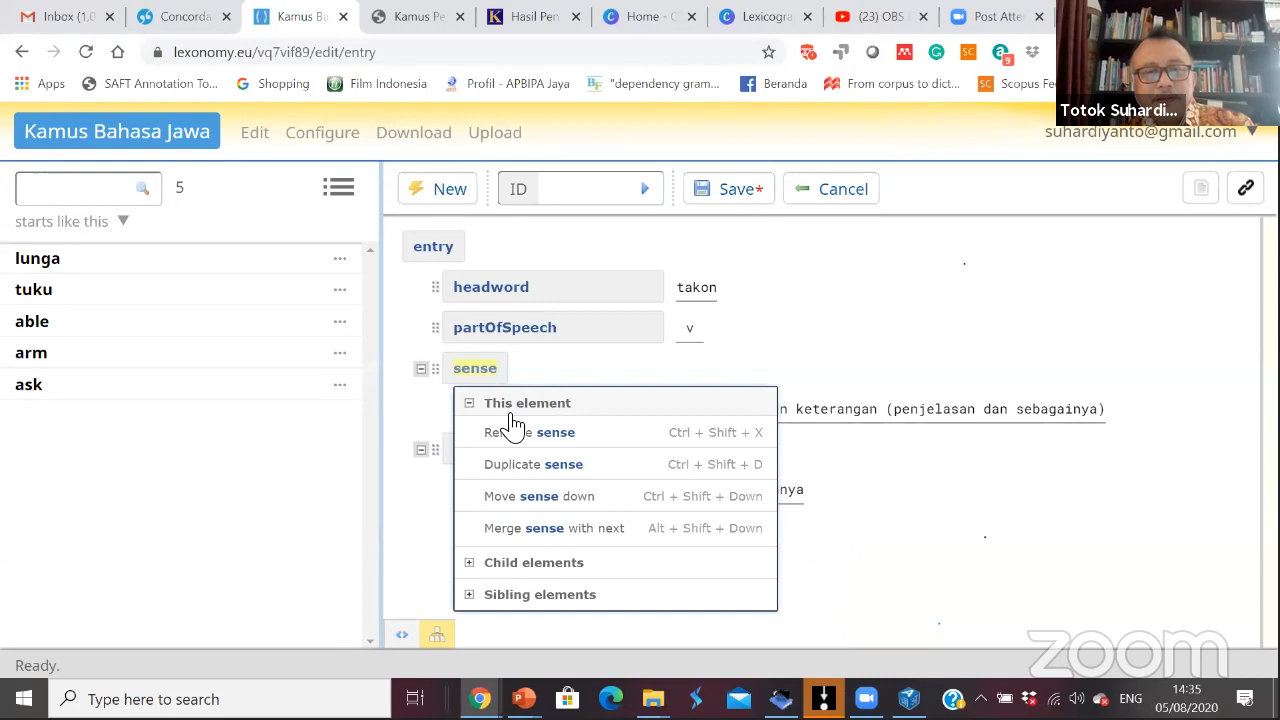 Inbox (1,0
Concorda
Kamus Ba
Kamus Pe
Hasil Pen
Home - C
Lexicogra
(23) OBS
Post Atter
lexonomy.eu/vq7vif89/edit/entry
9
Apps
SAFT Annotation St
Shopping
Film Indonesia
Profil - APBIPA Jaya
"dependency gram...
Beranda
From corpus to dict...
Scopus Fee
Totok Suhardi...
Kamus Bahasa Jawa
Edit
Configure
Download
Upload
suhardiyanto@gmail.com
5
New
ID
Save*
Cancel
starts like this
lunga
tuku
able
arm
ask
entry
headword
takon
partOfSpeech
v
sense
This element
n keterangan (penjelasan dan sebagainya)
sense
Ctrl + Shift + X
Duplicate sense
Ctrl + Shift + D
Move sense down
Ctrl + Shift + Down
nya
Merge sense with next
Alt + Shift + Down
Child elements
Sibling elements
zoom
Ready.
Type here to search
ENG
14:35
05/08/2020